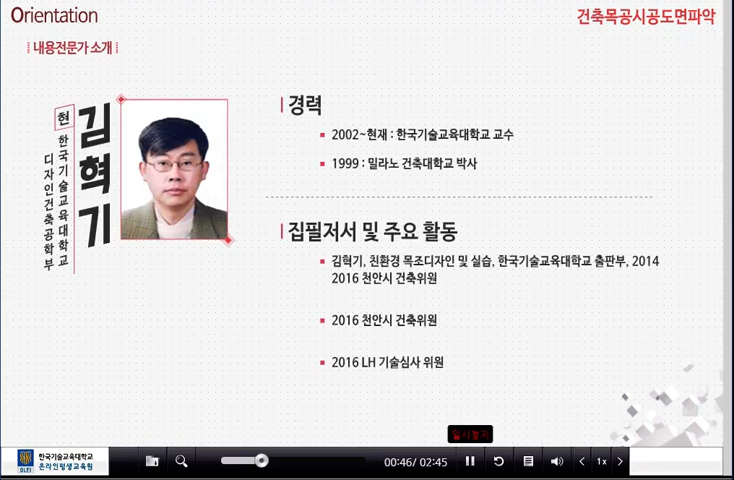 Orientation
건축목공시공도면파악
내용전문가 소개
현 한국기술교육대학교
디자인건축공학부
김혁기
경력
2002~현재 : 한국기술교육대학교 교수
1999 : 밀라노 건축대학교 박사
집필저서 및 주요 활동
김혁기, 친환경 목조디자인 및 실습, 한국기술교육대학교 출판부, 2014
2016 천안시 건축위원
2016 천안시 건축위원
2016 LH 기술심사 위원
일시정지
한국기술교육대학교
온라인평생교육원
00:46/ 02:45
1x